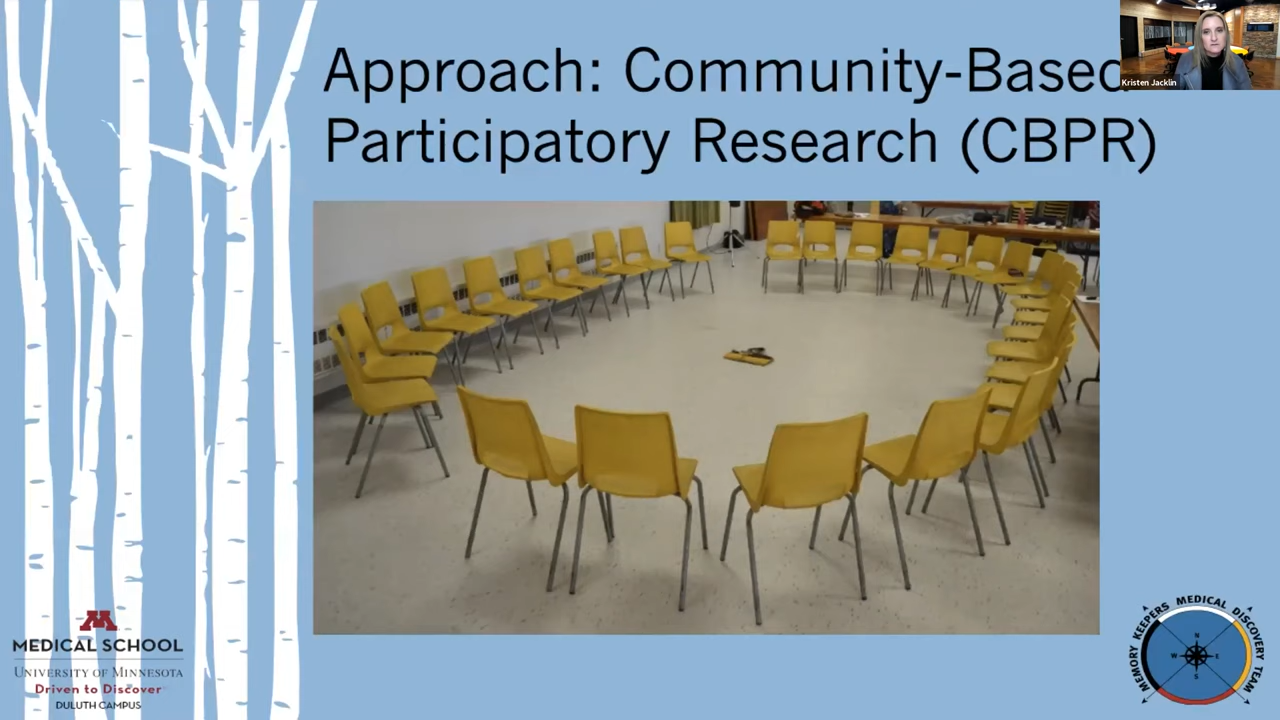 Approach: Community-Based
Participatory Research (CBPR)
Kristen Jacklin
M
MEDICAL SCHOOL
UNIVERSITY OF MINNESOTA
Driven to Discover
DULUTH CAMPUS
MEMORY KEEPERS MEDICAL DISCOVERY TEAM
N
W E
S